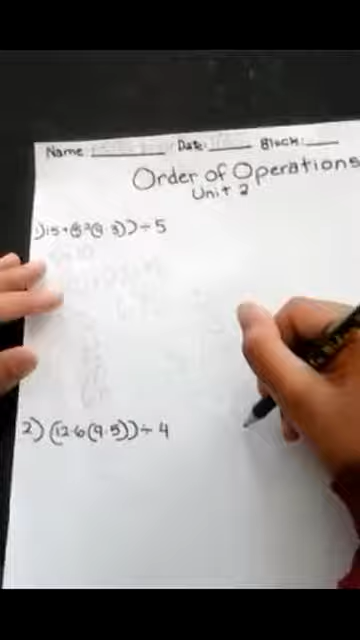 Name: Date: Block:
Order of Operations
Unit 2
1) 15+(5²(9·3))÷5
2) (12·6(9·5))÷4